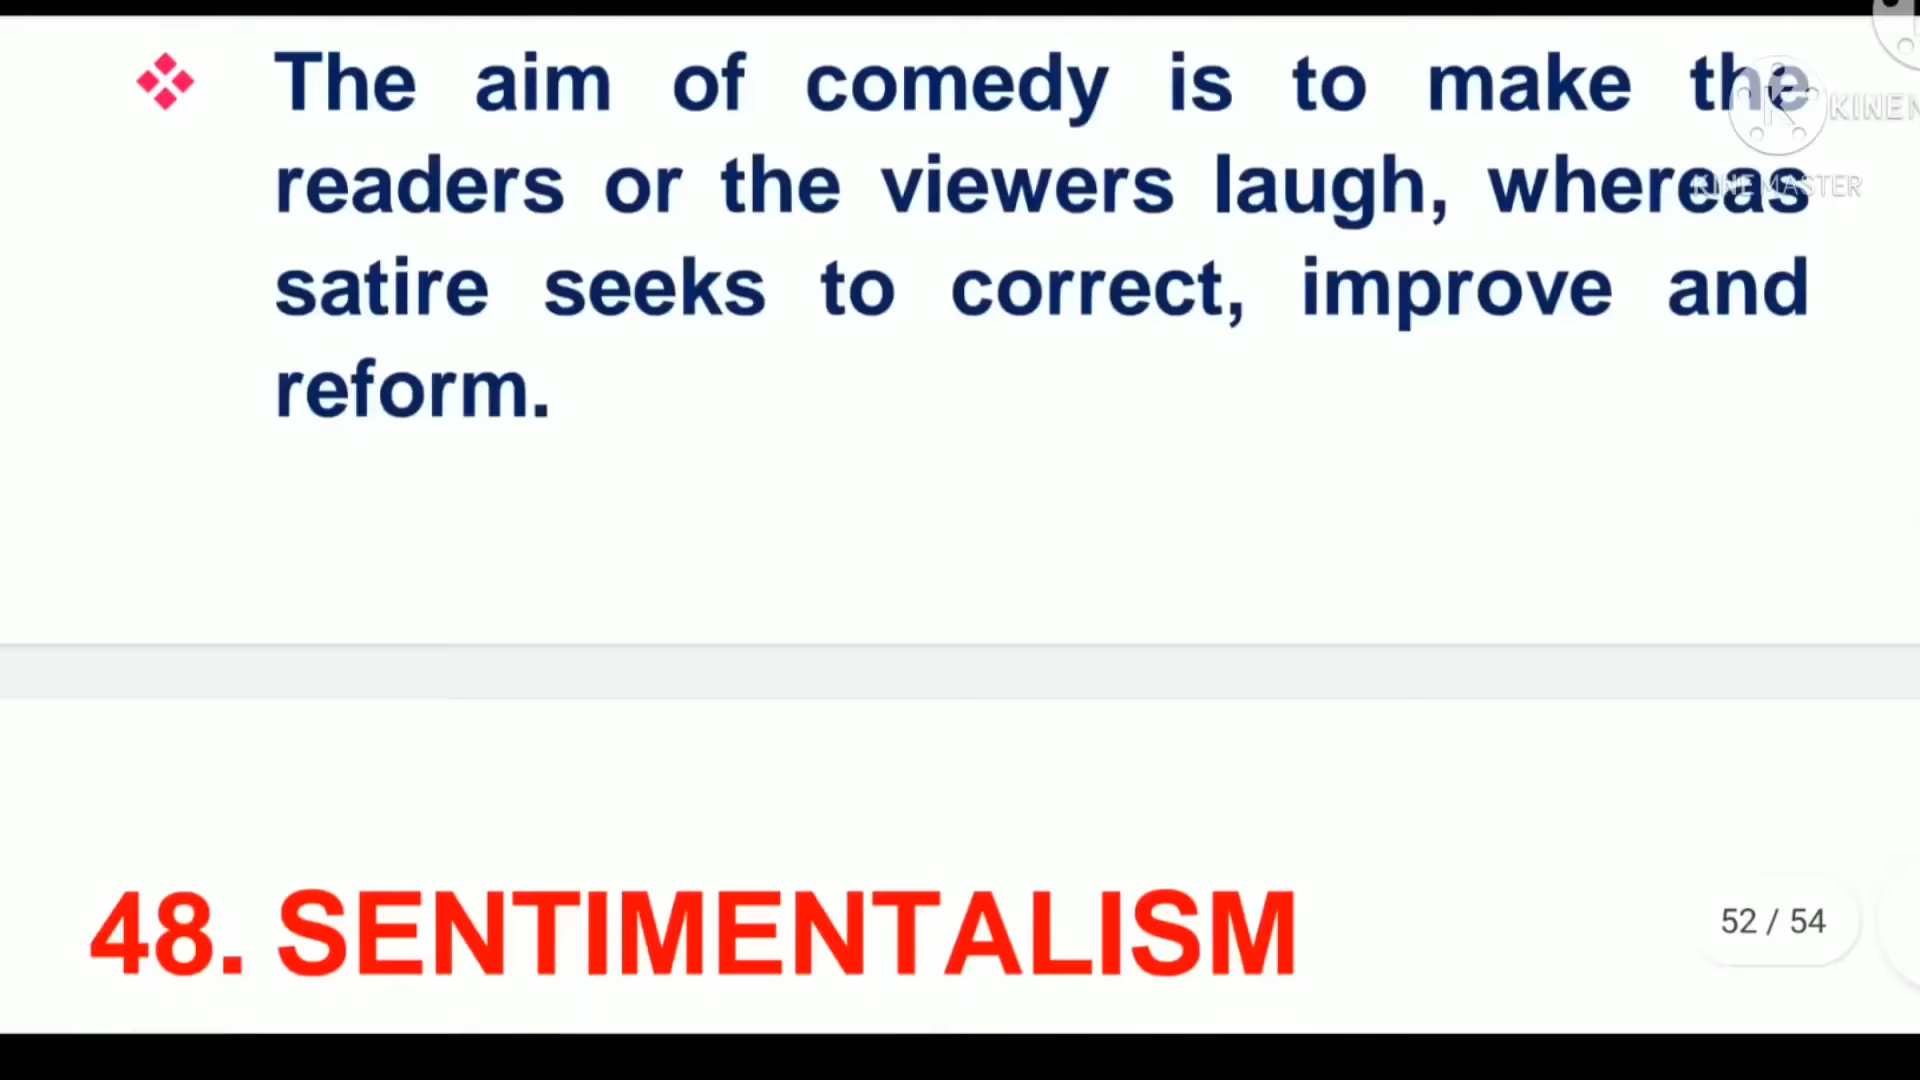 The aim of comedy is to make the
readers or the viewers laugh, whereas
satire seeks to correct, improve and
reform.
48. SENTIMENTALISM
52 / 54
KINEMASTER